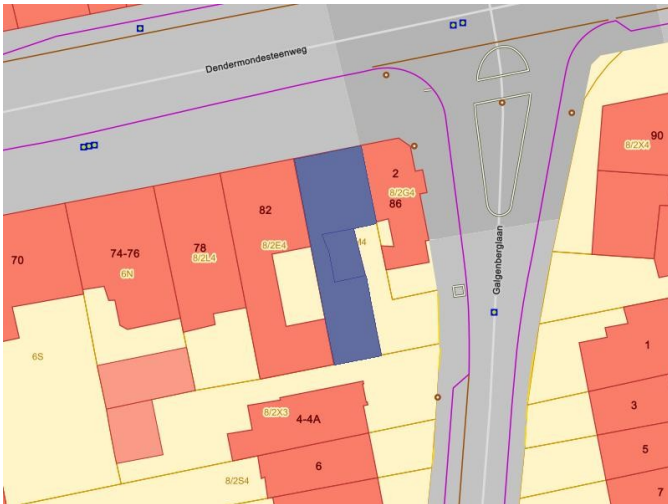 Dendermondesteenweg
90
8/2X4
2
8/2G4
86
82
8/2E4
78
8/2L4
74-76
6N
70
6S
Galgenberglaan
1
3
5
7
8/2X3
4-4A
6
8/2S4